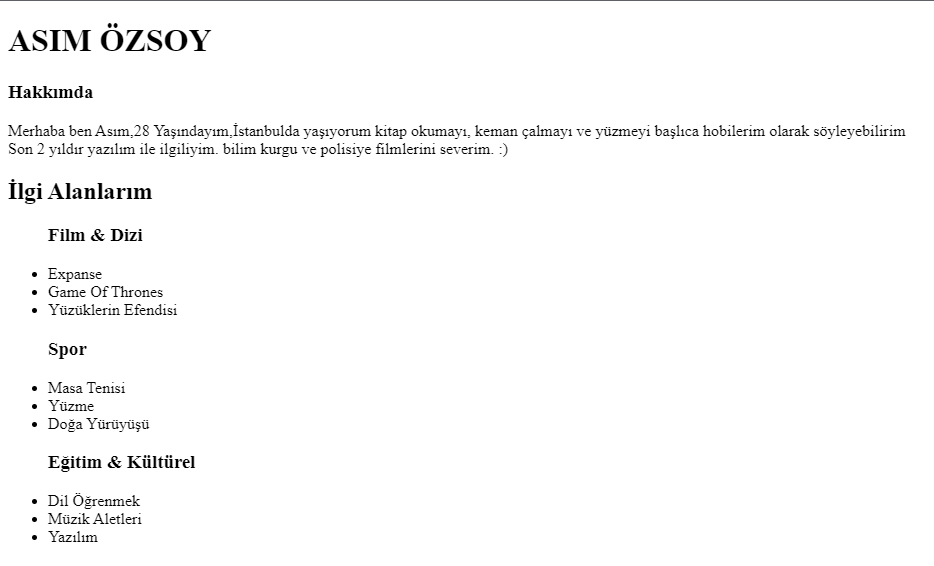 ASIM ÖZSOY
Hakkımda
Merhaba ben Asım,28 Yaşındayım,İstanbulda yaşıyorum kitap okumayı, keman çalmayı ve yüzmeyi başlıca hobilerim olarak söyleyebilirim
Son 2 yıldır yazılım ile ilgiliyim. bilim kurgu ve polisiye filmlerini severim. :)
İlgi Alanlarım
Film & Dizi
• Expanse
• Game Of Thrones
• Yüzüklerin Efendisi
Spor
• Masa Tenisi
• Yüzme
• Doğa Yürüyüşü
Eğitim & Kültürel
• Dil Öğrenmek
• Müzik Aletleri
• Yazılım